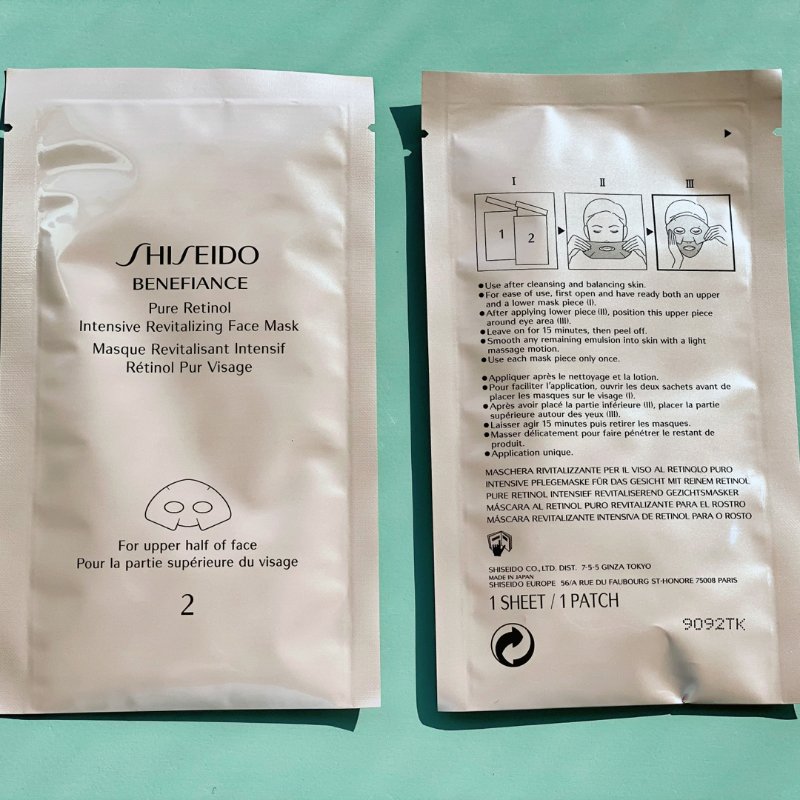 SHISEIDO
BENEFIANCE
Pure Retinol
Intensive Revitalizing Face Mask
Masque Revitalisant Intensif
Rétinol Pur Visage
For upper half of face
Pour la partie supérieure du visage
2
I II III
1 2
●Use after cleansing and balancing skin.
●For ease of use, first open and have ready both an upper
and a lower mask piece (I).
●After applying lower piece (II), position this upper piece
around eye area (III).
●Leave on for 15 minutes, then peel off.
●Smooth any remaining emulsion into skin with a light
massage motion.
●Use each mask piece only once.
●Appliquer après le nettoyage et la lotion.
●Pour faciliter l'application, ouvrir les deux sachets avant de
placer les masques sur le visage (I).
●Après avoir placé la partie inférieure (II), placer la partie
supérieure autour des yeux (III).
●Laisser agir 15 minutes puis retirer les masques.
●Masser délicatement pour faire pénétrer le restant de
produit.
●Application unique.
MASCHERA RIVITALIZZANTE PER IL VISO AL RETINOLO PURO
INTENSIVE PFLEGEMASKE FÜR DAS GESICHT MIT REINEM RETINOL
PURE RETINOL INTENSIEF REVITALISEREND GEZICHTSMASKER
MÁSCARA AL RETINOL PURO REVITALIZANTE PARA EL ROSTRO
MÁSCARA REVITALIZANTE INTENSIVA DE RETINOL PARA O ROSTO
SHISEIDO CO., LTD. DIST. 7-5-5 GINZA TOKYO
MADE IN JAPAN
SHISEIDO EUROPE 56/A RUE DU FAUBOURG ST-HONORE 75008 PARIS
1 SHEET / 1 PATCH
9092TK